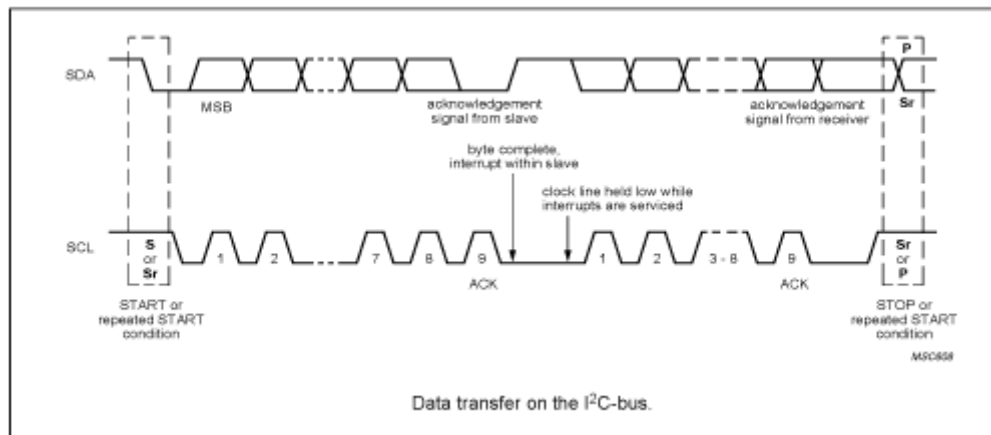 P
SDA
MSB
acknowledgement
signal from slave
acknowledgement
signal from receiver
Sr
byte complete,
interrupt within slave
clock line held low while
interrupts are serviced
SCL
S
or
Sr
1
2
7
8
9
1
2
3 - 8
9
Sr
or
P
ACK
ACK
START or
repeated START
condition
STOP or
repeated START
condition
MSC608
Data transfer on the I²C-bus.